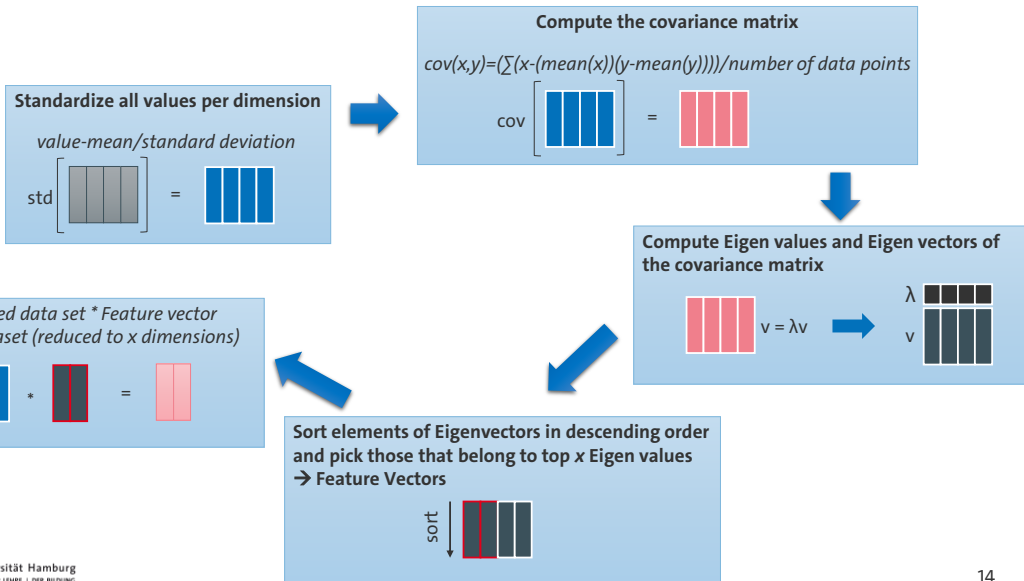 Compute the covariance matrix
cov(x,y)=(∑(x-(mean(x))(y-mean(y))))/number of data points
cov
=
Standardize all values per dimension
value-mean/standard deviation
std
=
Compute Eigen values and Eigen vectors of
the covariance matrix
v = λv
λ
v
ed data set * Feature vector
aset (reduced to x dimensions)
*
=
Sort elements of Eigenvectors in descending order
and pick those that belong to top x Eigen values
→ Feature Vectors
sort
sität Hamburg
LEHRE | DER BILDUNG
14